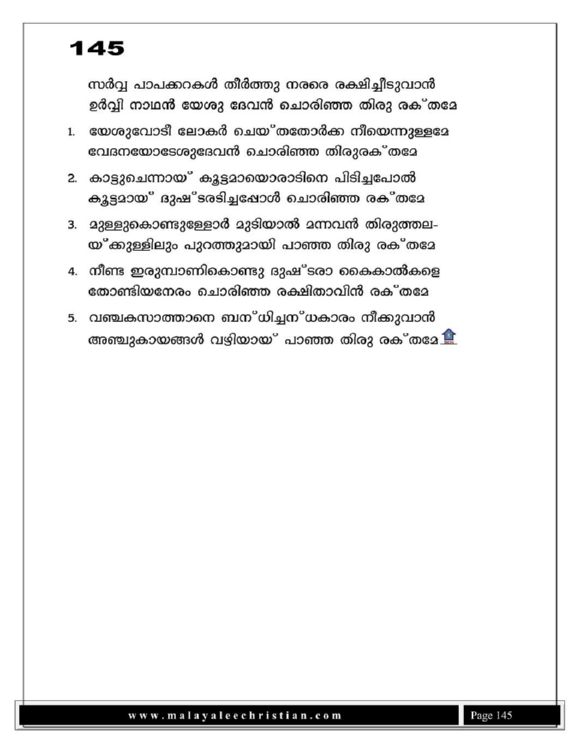 145
സർവ്വ പാപക്കറകൾ തീർത്തു നരരെ രക്ഷിച്ചീടുവാൻ
ഉർവ്വി നാഥൻ യേശു ദേവൻ ചൊരിഞ്ഞ തിരു രക്തമേ
1. യേശുവോടീ ലോകർ ചെയ്തതോർക്ക നീയെന്നുള്ളമേ
വേദനയോടേശുദേവൻ ചൊരിഞ്ഞ തിരുരക്തമേ
2. കാട്ടുചെന്നായ് കൂട്ടമായൊരാടിനെ പിടിച്ചപോൽ
കൂട്ടമായ് ദുഷ്ടരടിച്ചപ്പോൾ ചൊരിഞ്ഞ രക്തമേ
3. മുള്ളുകൊണ്ടുള്ളോർ മുടിയാൽ മന്നവൻ തിരുത്തല-
യ്ക്കുള്ളിലും പുറത്തുമായി പാഞ്ഞ തിരു രക്തമേ
4. നീണ്ട ഇരുമ്പാണികൊണ്ടു ദുഷ്ടരാ കൈകാൽകളെ
തോണ്ടിയനേരം ചൊരിഞ്ഞ രക്ഷിതാവിൻ രക്തമേ
5. വഞ്ചകസാത്താനെ ബന്ധിച്ചന്ധകാരം നീക്കുവാൻ
അഞ്ചുകായങ്ങൾ വഴിയായ് പാഞ്ഞ തിരു രക്തമേ
www.malayaleechristian.com
Page 145